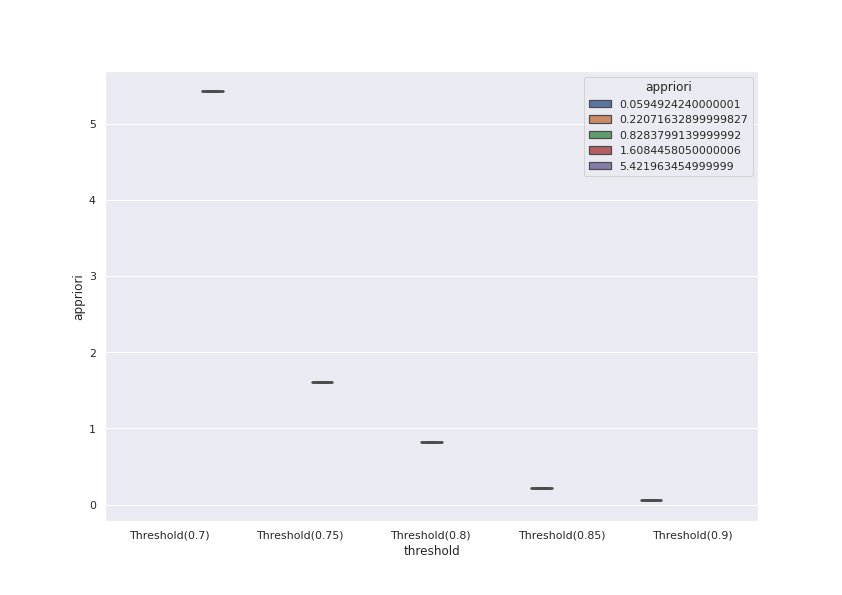 appriori
0.0594924240000001
0.22071632899999827
0.8283799139999992
1.6084458050000006
5.421963454999999
5
4
3
2
1
0
appriori
Threshold(0.7)
Threshold(0.75)
Threshold(0.8)
Threshold(0.85)
Threshold(0.9)
threshold